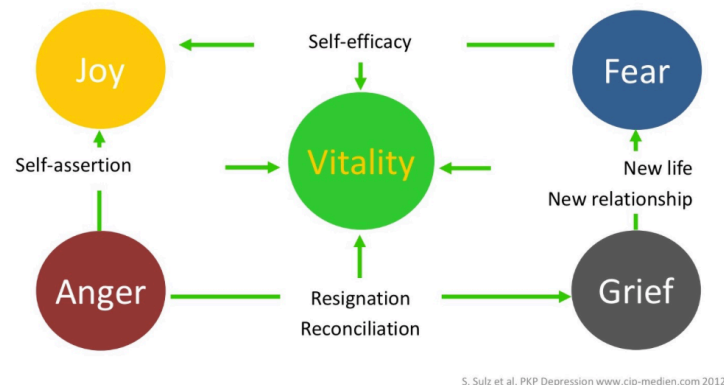 Self-efficacy
Joy
Fear
Vitality
Self-assertion
New life
New relationship
Anger
Resignation
Reconciliation
Grief
S. Sulz et al. PKP Depression www.cip-medien.com 2012